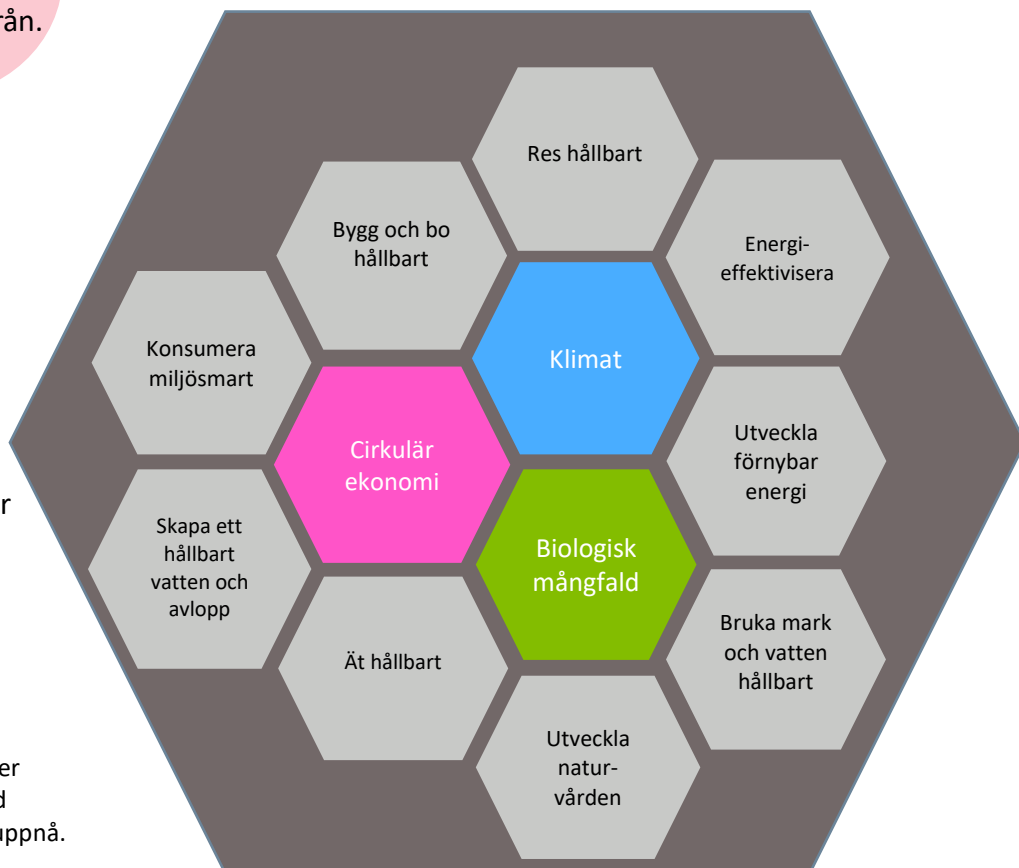 rån.
Res hållbart
Bygg och bo
hållbart
Energi-
effektivisera
Konsumera
miljösmart
Klimat
Cirkulär
ekonomi
Utveckla
förnybar
energi
r
Skapa ett
hållbart
vatten och
avlopp
Biologisk
mångfald
Ät hållbart
Bruka mark
och vatten
hållbart
Utveckla
natur-
vården
er
d
uppnå.